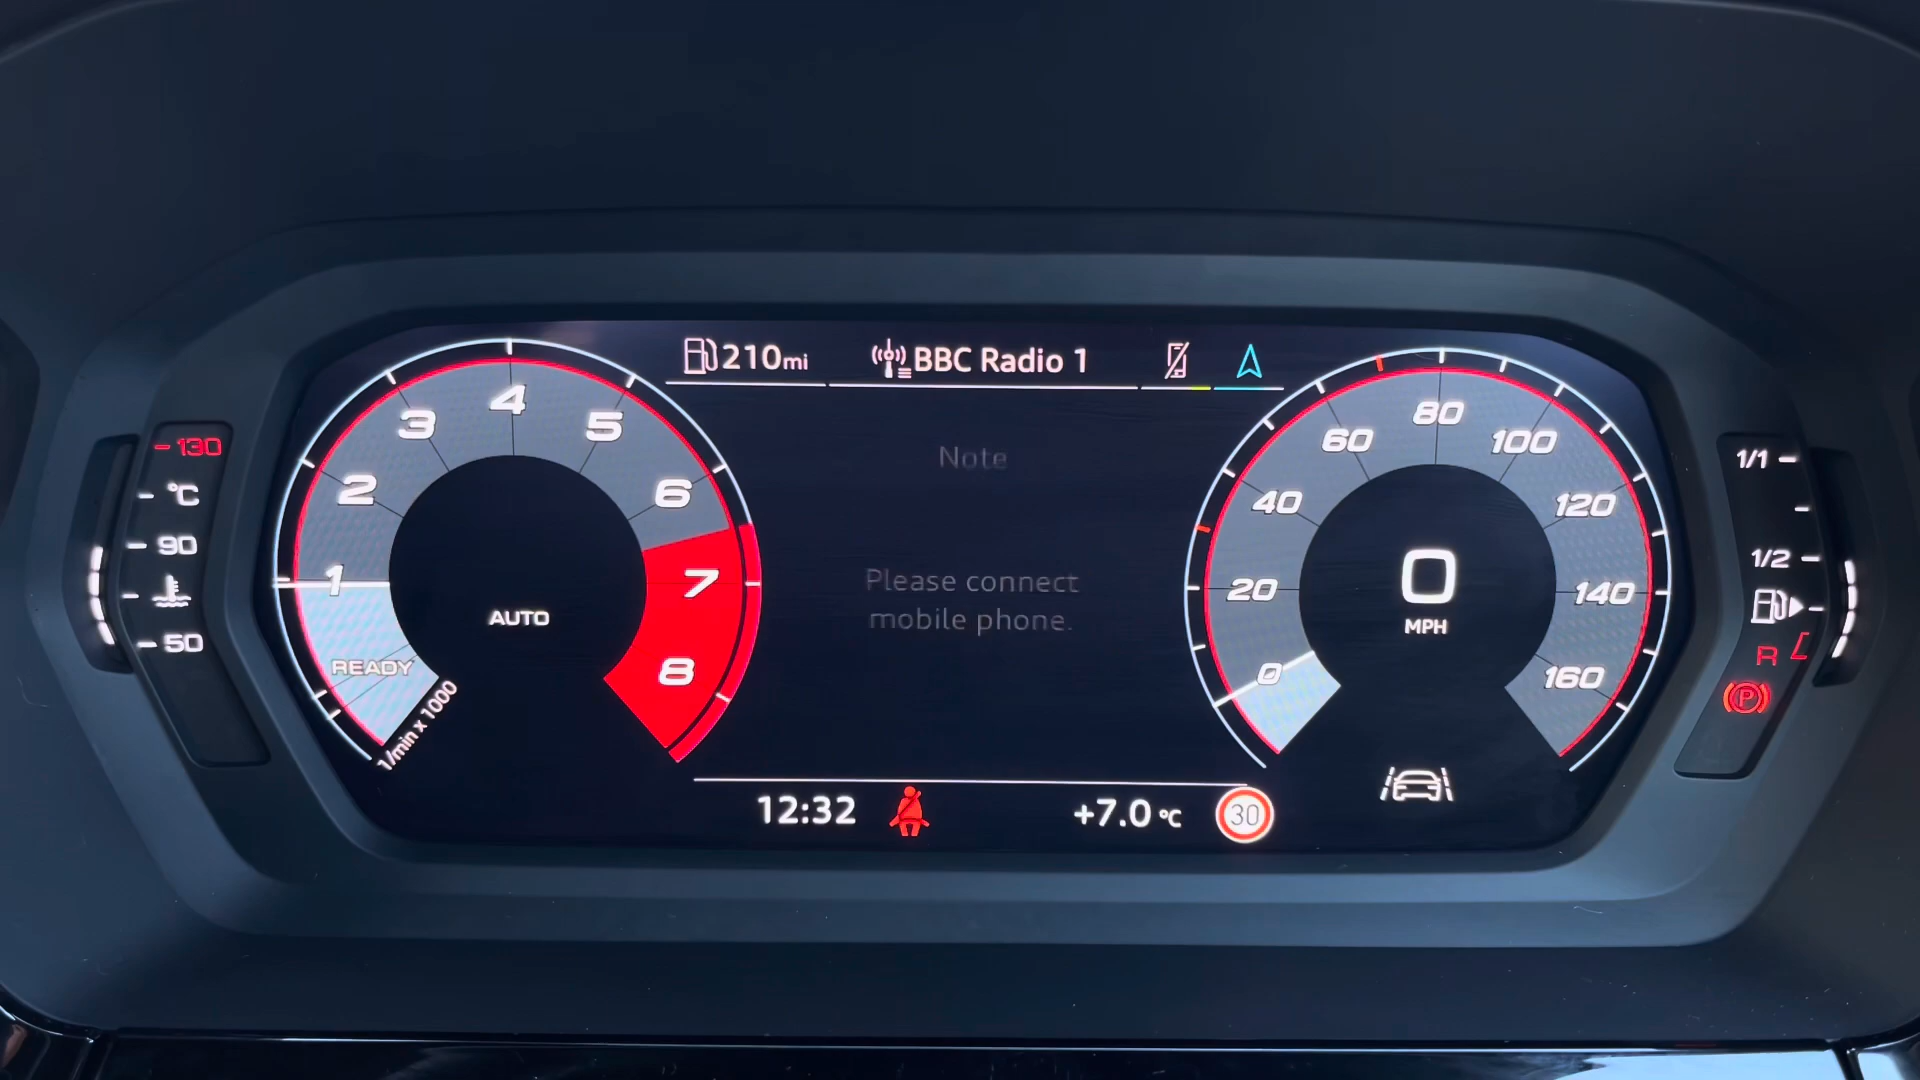 210mi
BBC Radio 1
Note
Please connect
mobile phone.
1
2
3
4
5
6
7
8
READY
AUTO
1/min x 1000
0
20
40
60
80
100
120
140
160
0
MPH
12:32
+7.0 °C
30
130
°C
90
50
1/1
1/2
R
P